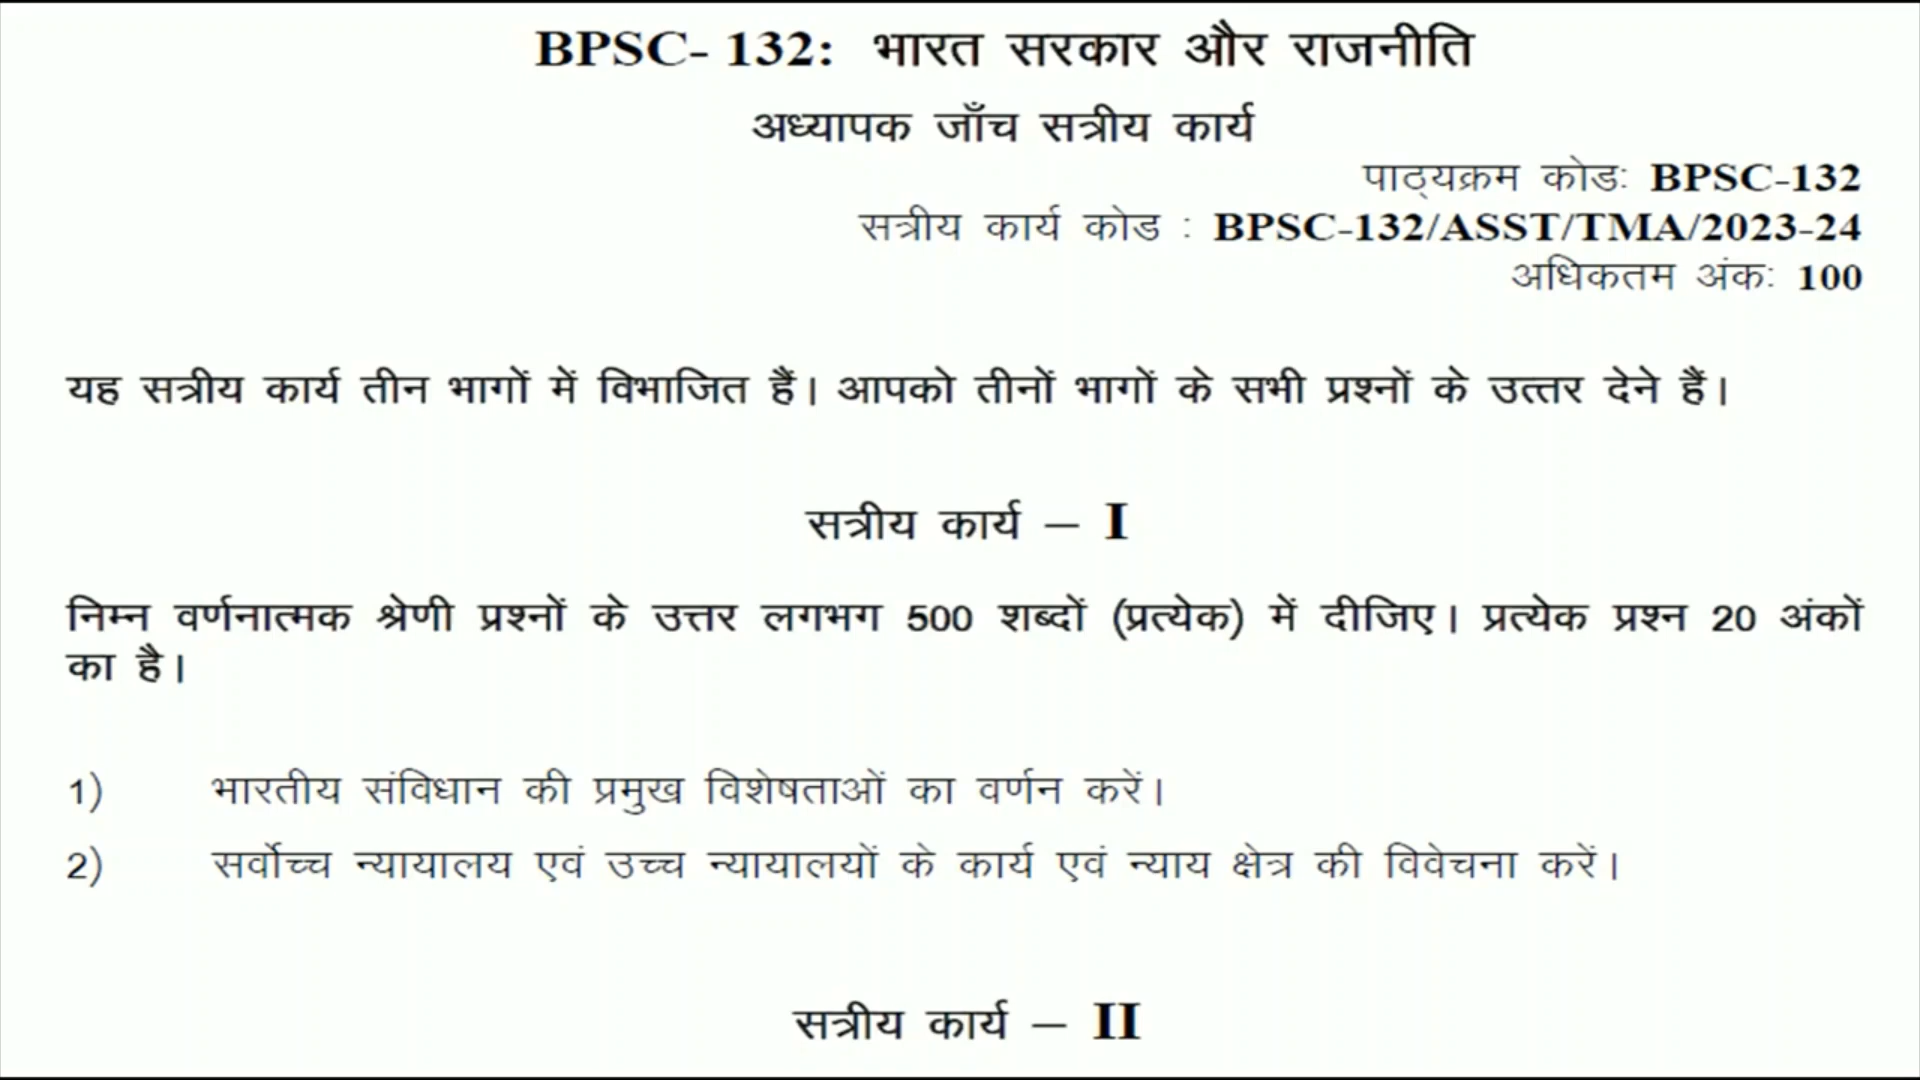 BPSC- 132: भारत सरकार और राजनीति
अध्यापक जाँच सत्रीय कार्य
पाठ्यक्रम कोडः BPSC-132
सत्रीय कार्य कोड : BPSC-132/ASST/TMA/2023-24
अधिकतम अंकः 100
यह सत्रीय कार्य तीन भागों में विभाजित हैं। आपको तीनों भागों के सभी प्रश्नों के उत्तर देने हैं।
सत्रीय कार्य – I
निम्न वर्णनात्मक श्रेणी प्रश्नों के उत्तर लगभग 500 शब्दों (प्रत्येक) में दीजिए। प्रत्येक प्रश्न 20 अंकों
का है।
1) भारतीय संविधान की प्रमुख विशेषताओं का वर्णन करें।
2) सर्वोच्च न्यायालय एवं उच्च न्यायालयों के कार्य एवं न्याय क्षेत्र की विवेचना करें।
सत्रीय कार्य – II